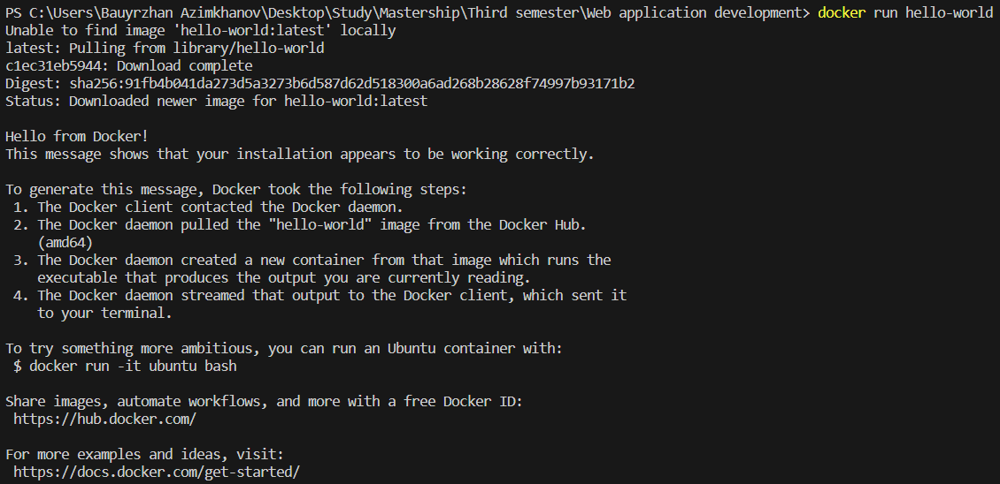 PS C:\Users\Bauyrzhan Azimkhanov\Desktop\Study\Mastership\Third semester\Web application development> docker run hello-world
Unable to find image 'hello-world:latest' locally
latest: Pulling from library/hello-world
c1ec31eb5944: Download complete
Digest: sha256:91fb4b041da273d5a3273b6d587d62d518300a6ad268b28628f74997b93171b2
Status: Downloaded newer image for hello-world:latest

Hello from Docker!
This message shows that your installation appears to be working correctly.

To generate this message, Docker took the following steps:
 1. The Docker client contacted the Docker daemon.
 2. The Docker daemon pulled the "hello-world" image from the Docker Hub.
    (amd64)
 3. The Docker daemon created a new container from that image which runs the
    executable that produces the output you are currently reading.
 4. The Docker daemon streamed that output to the Docker client, which sent it
    to your terminal.

To try something more ambitious, you can run an Ubuntu container with:
 $ docker run -it ubuntu bash

Share images, automate workflows, and more with a free Docker ID:
 https://hub.docker.com/

For more examples and ideas, visit:
 https://docs.docker.com/get-started/